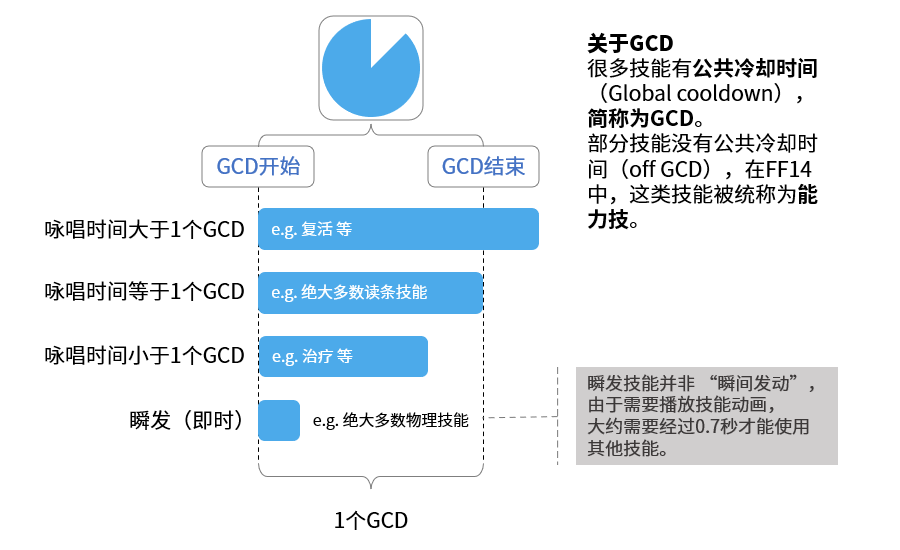 关于GCD
很多技能有公共冷却时间
（Global cooldown），
简称为GCD。
部分技能没有公共冷却时
间（off GCD），在FF14
中，这类技能被统称为能
力技。
GCD开始
GCD结束
咏唱时间大于1个GCD
e.g. 复活 等
咏唱时间等于1个GCD
e.g. 绝大多数读条技能
咏唱时间小于1个GCD
e.g. 治疗 等
瞬发（即时）
e.g. 绝大多数物理技能
瞬发技能并非 “瞬间发动”，
由于需要播放技能动画，
大约需要经过0.7秒才能使用
其他技能。
1个GCD